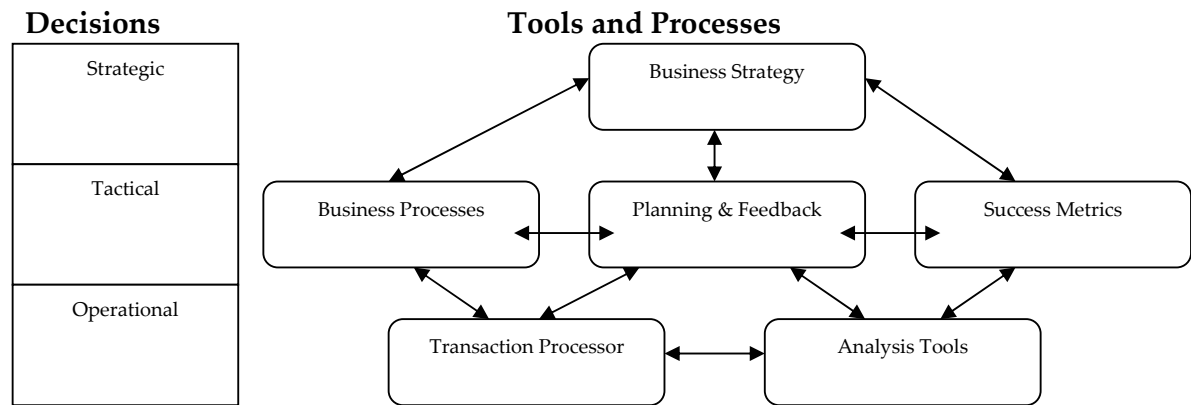 Decisions
Tools and Processes
Strategic
Business Strategy
Tactical
Business Processes
Planning & Feedback
Success Metrics
Operational
Transaction Processor
Analysis Tools